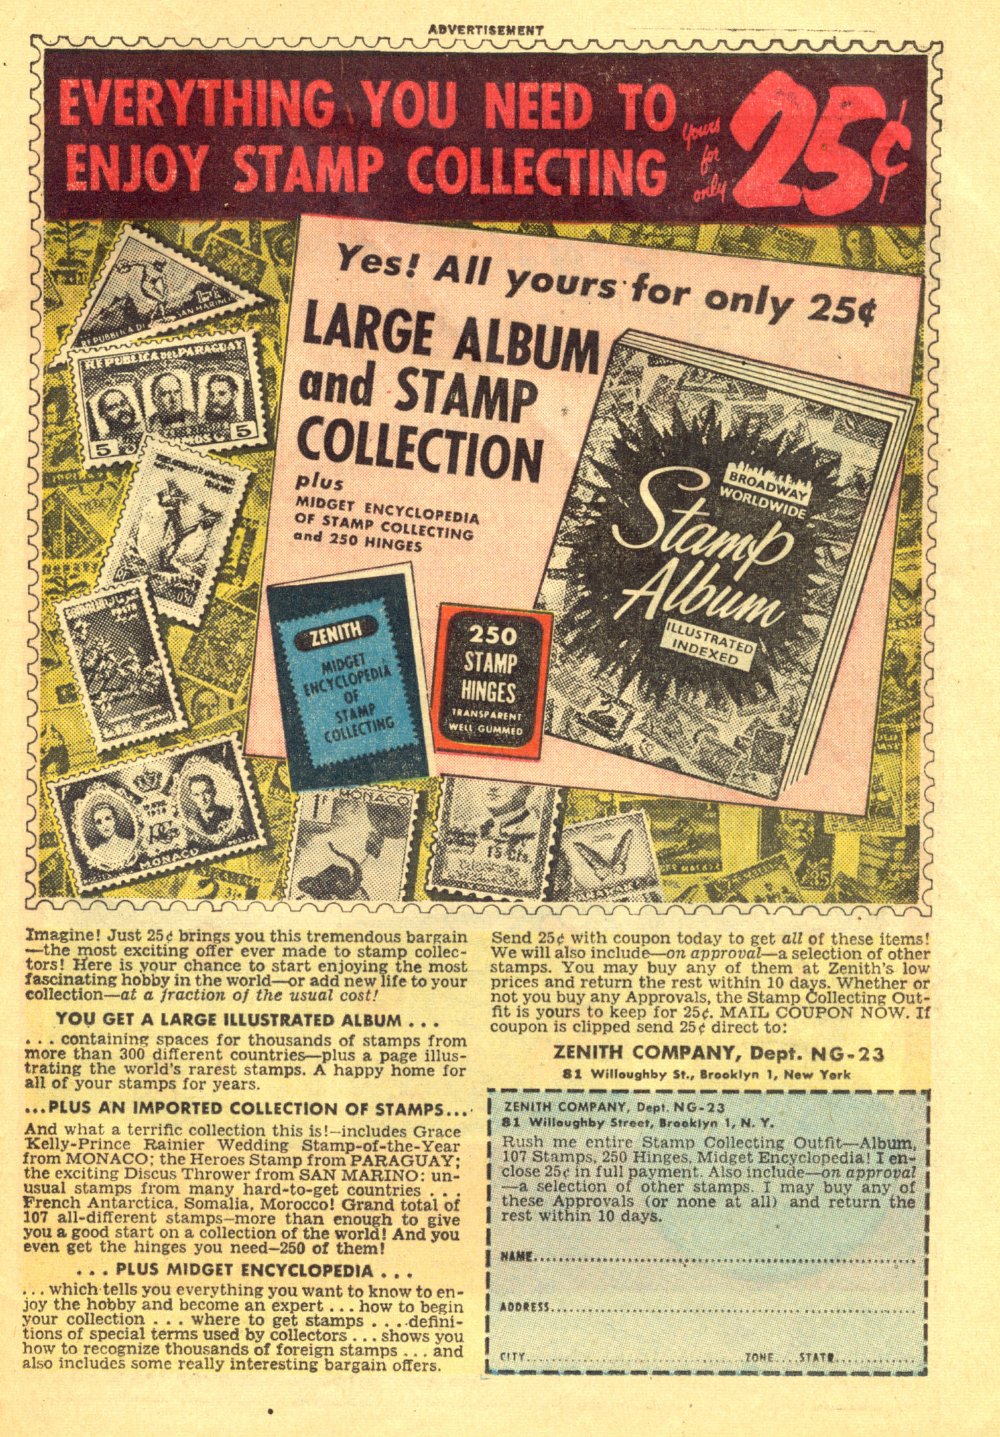 ADVERTISEMENT
EVERYTHING YOU NEED TO
ENJOY STAMP COLLECTING
Yours
for
only
25¢
Yes! All yours for only 25¢
LARGE ALBUM
and STAMP
COLLECTION
plus
MIDGET ENCYCLOPEDIA
OF STAMP COLLECTING
and 250 HINGES
BROADWAY
WORLDWIDE
Stamp
Album
ILLUSTRATED
INDEXED
ZENITH
MIDGET
ENCYCLOPEDIA
OF
STAMP
COLLECTING
250
STAMP
HINGES
TRANSPARENT
WELL GUMMED
REPUBBLICA DI SAN MARINO
REPUBLICA DEL PARAGUAY
5 5
MONACO
1F MONACO
15 Cts.
Imagine! Just 25¢ brings you this tremendous bargain
—the most exciting offer ever made to stamp collec-
tors! Here is your chance to start enjoying the most
fascinating hobby in the world—or add new life to your
collection—at a fraction of the usual cost!
YOU GET A LARGE ILLUSTRATED ALBUM . . .
. . . containing spaces for thousands of stamps from
more than 300 different countries—plus a page illus-
trating the world's rarest stamps. A happy home for
all of your stamps for years.
...PLUS AN IMPORTED COLLECTION OF STAMPS...
And what a terrific collection this is!—includes Grace
Kelly-Prince Rainier Wedding Stamp-of-the-Year
from MONACO; the Heroes Stamp from PARAGUAY;
the exciting Discus Thrower from SAN MARINO; un-
usual stamps from many hard-to-get countries . . .
French Antarctica, Somalia, Morocco! Grand total of
107 all-different stamps—more than enough to give
you a good start on a collection of the world! And you
even get the hinges you need—250 of them!
. . . PLUS MIDGET ENCYCLOPEDIA . . .
. . . which tells you everything you want to know to en-
joy the hobby and become an expert . . . how to begin
your collection . . . where to get stamps . . . defini-
tions of special terms used by collectors . . . shows you
how to recognize thousands of foreign stamps . . . and
also includes some really interesting bargain offers.
Send 25¢ with coupon today to get all of these items!
We will also include—on approval—a selection of other
stamps. You may buy any of them at Zenith's low
prices and return the rest within 10 days. Whether or
not you buy any Approvals, the Stamp Collecting Out-
fit is yours to keep for 25¢. MAIL COUPON NOW. If
coupon is clipped send 25¢ direct to:
ZENITH COMPANY, Dept. NG-23
81 Willoughby St., Brooklyn 1, New York
ZENITH COMPANY, Dept. NG-23
81 Willoughby Street, Brooklyn 1, N. Y.
Rush me entire Stamp Collecting Outfit—Album,
107 Stamps, 250 Hinges, Midget Encyclopedia! I en-
close 25¢ in full payment. Also include—on approval
—a selection of other stamps. I may buy any of
these Approvals (or none at all) and return the
rest within 10 days.
NAME
ADDRESS
CITY ZONE STATE